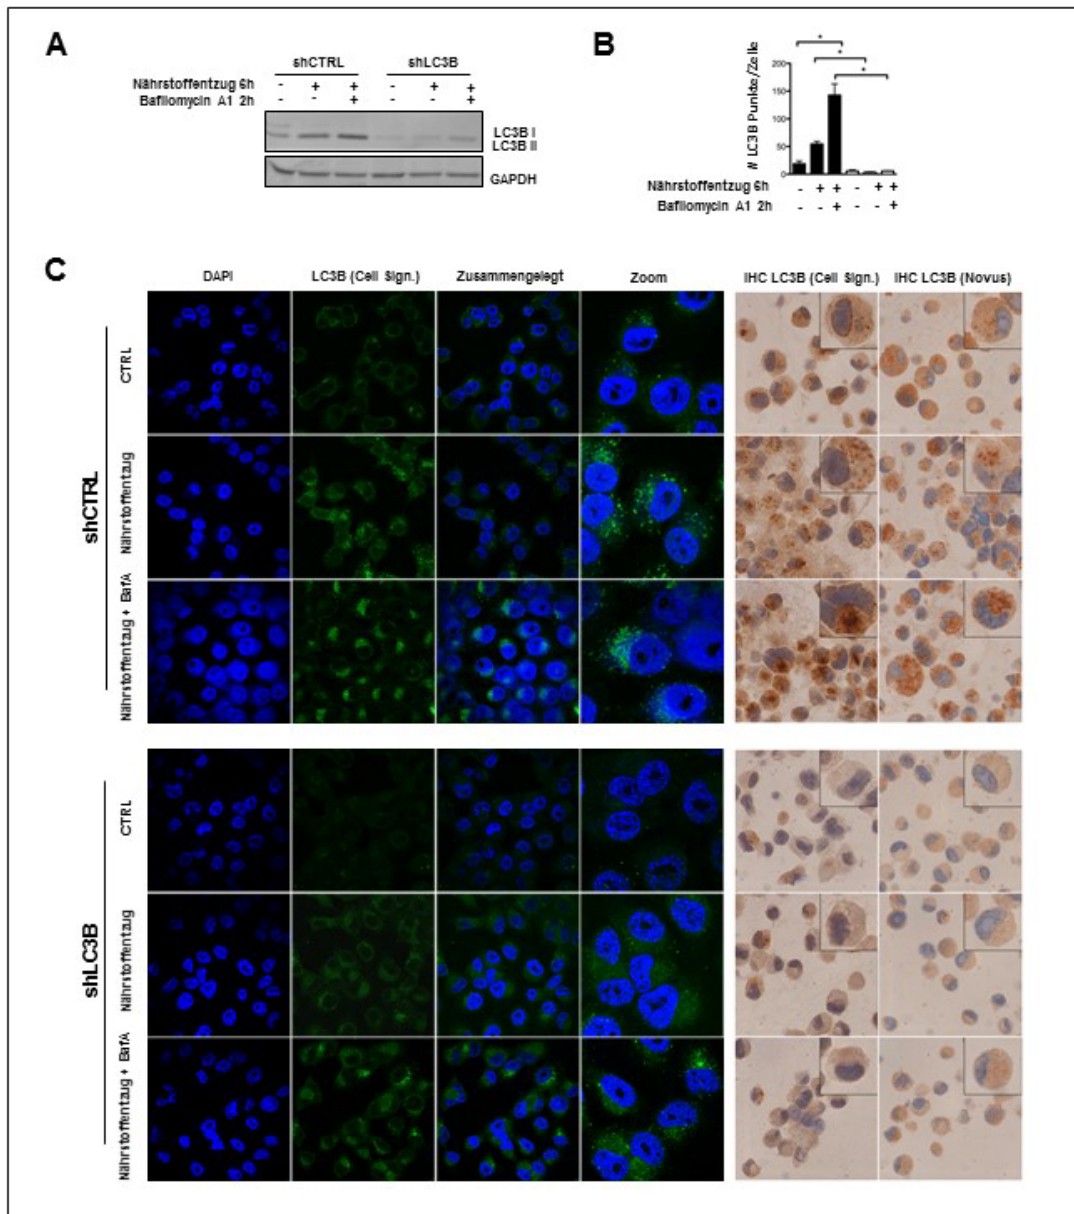 A
shCTRL shLC3B
Nährstoffentzug 6h - + + - + +
Bafilomycin A1 2h + +
LC3B I
LC3B II
GAPDH
B
# LC3B Punkte/Zelle
200
150
100
50
0
* * *
Nährstoffentzug 6h - + + - + +
Bafilomycin A1 2h - - + - - +
C
DAPI LC3B (Cell Sign.) Zusammengelegt Zoom IHC LC3B (Cell Sign.) IHC LC3B (Novus)
shCTRL
CTRL
Nährstoffentzug
Nährstoffentzug + BafA
shLC3B
CTRL
Nährstoffentzug
Nährstoffentzug + BafA